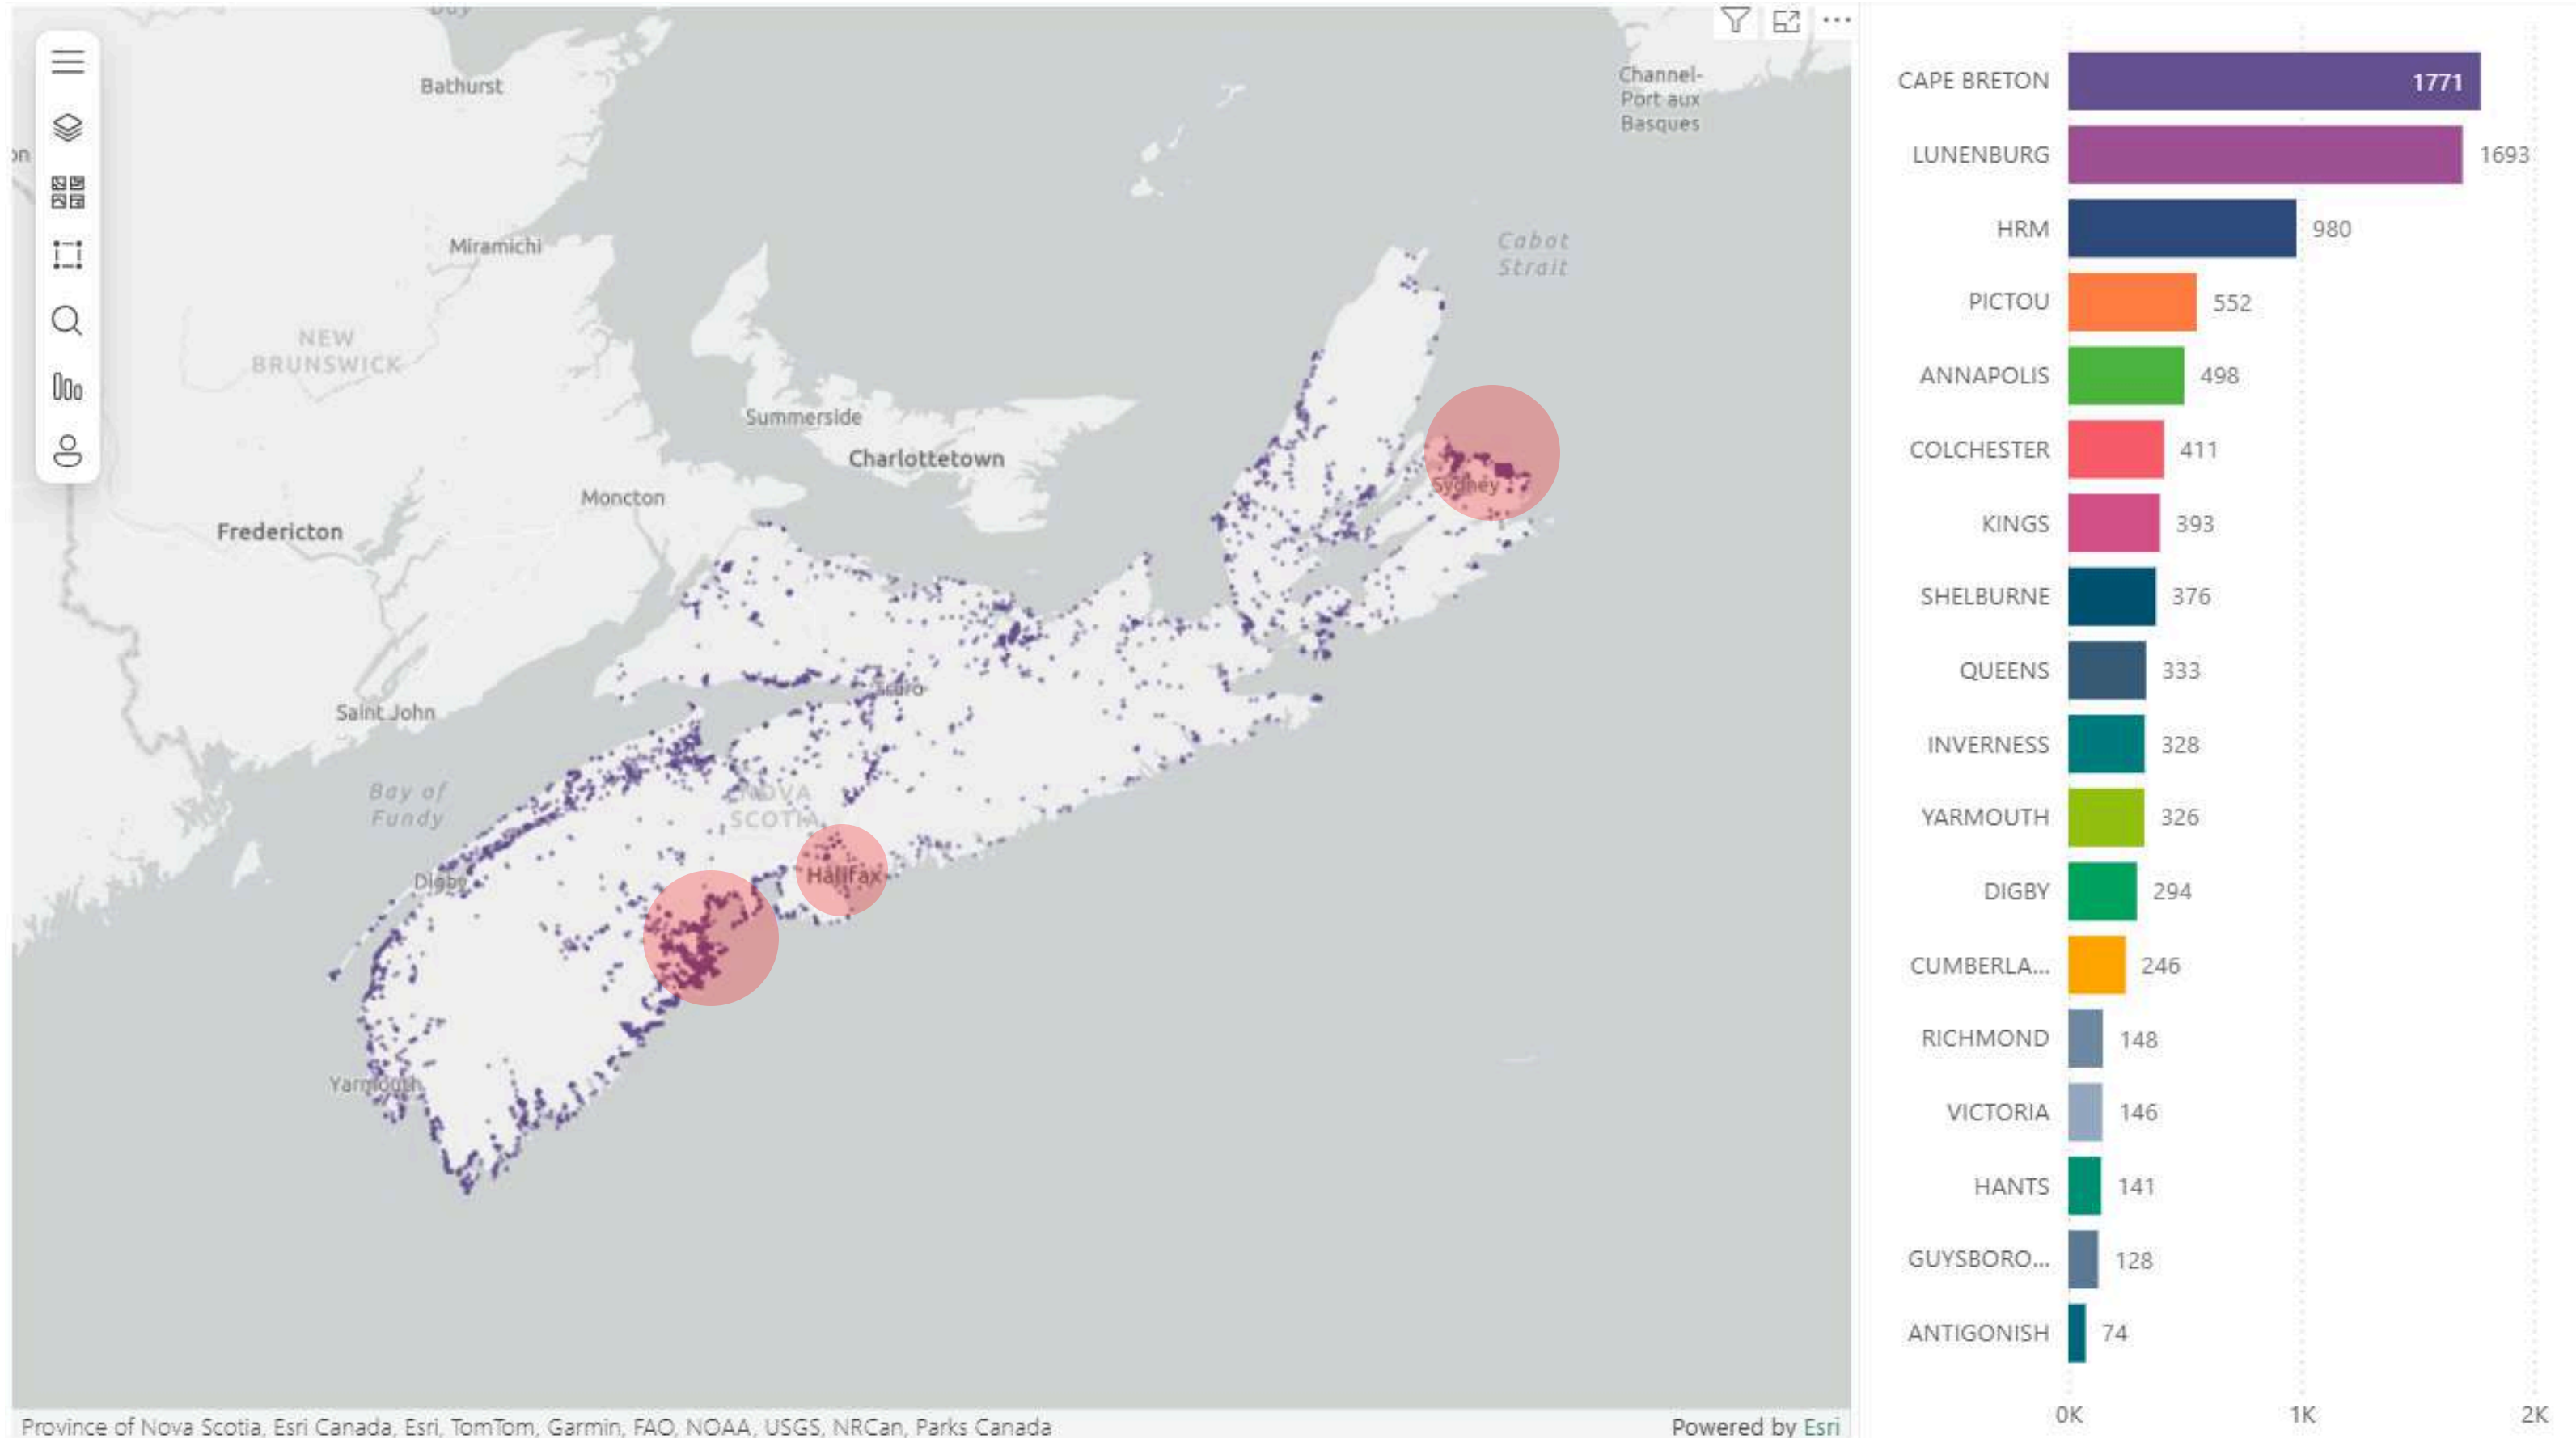 Bay
Bathurst
on
Miramichi
NEW
BRUNSWICK
Summerside
Charlottetown
Moncton
Fredericton
Saint John
Bay of
Fundy
Truro
NOVA
SCOTIA
Halifax
Digby
Yarmouth
Sydney
Cabot
Strait
Channel-
Port aux
Basques
Province of Nova Scotia, Esri Canada, Esri, TomTom, Garmin, FAO, NOAA, USGS, NRCan, Parks Canada
Powered by Esri
CAPE BRETON 1771
LUNENBURG 1693
HRM 980
PICTOU 552
ANNAPOLIS 498
COLCHESTER 411
KINGS 393
SHELBURNE 376
QUEENS 333
INVERNESS 328
YARMOUTH 326
DIGBY 294
CUMBERLA... 246
RICHMOND 148
VICTORIA 146
HANTS 141
GUYSBORO... 128
ANTIGONISH 74
0K 1K 2K